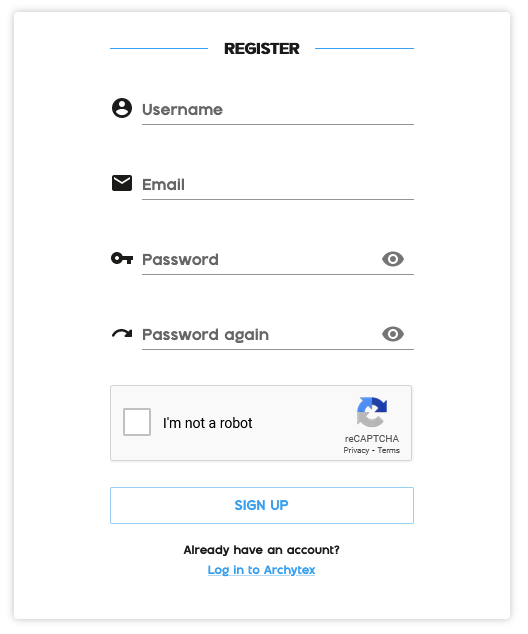 REGISTER
Username
Email
Password
Password again
I'm not a robot
reCAPTCHA
Privacy - Terms
SIGN UP
Already have an account?
Log in to Archytex